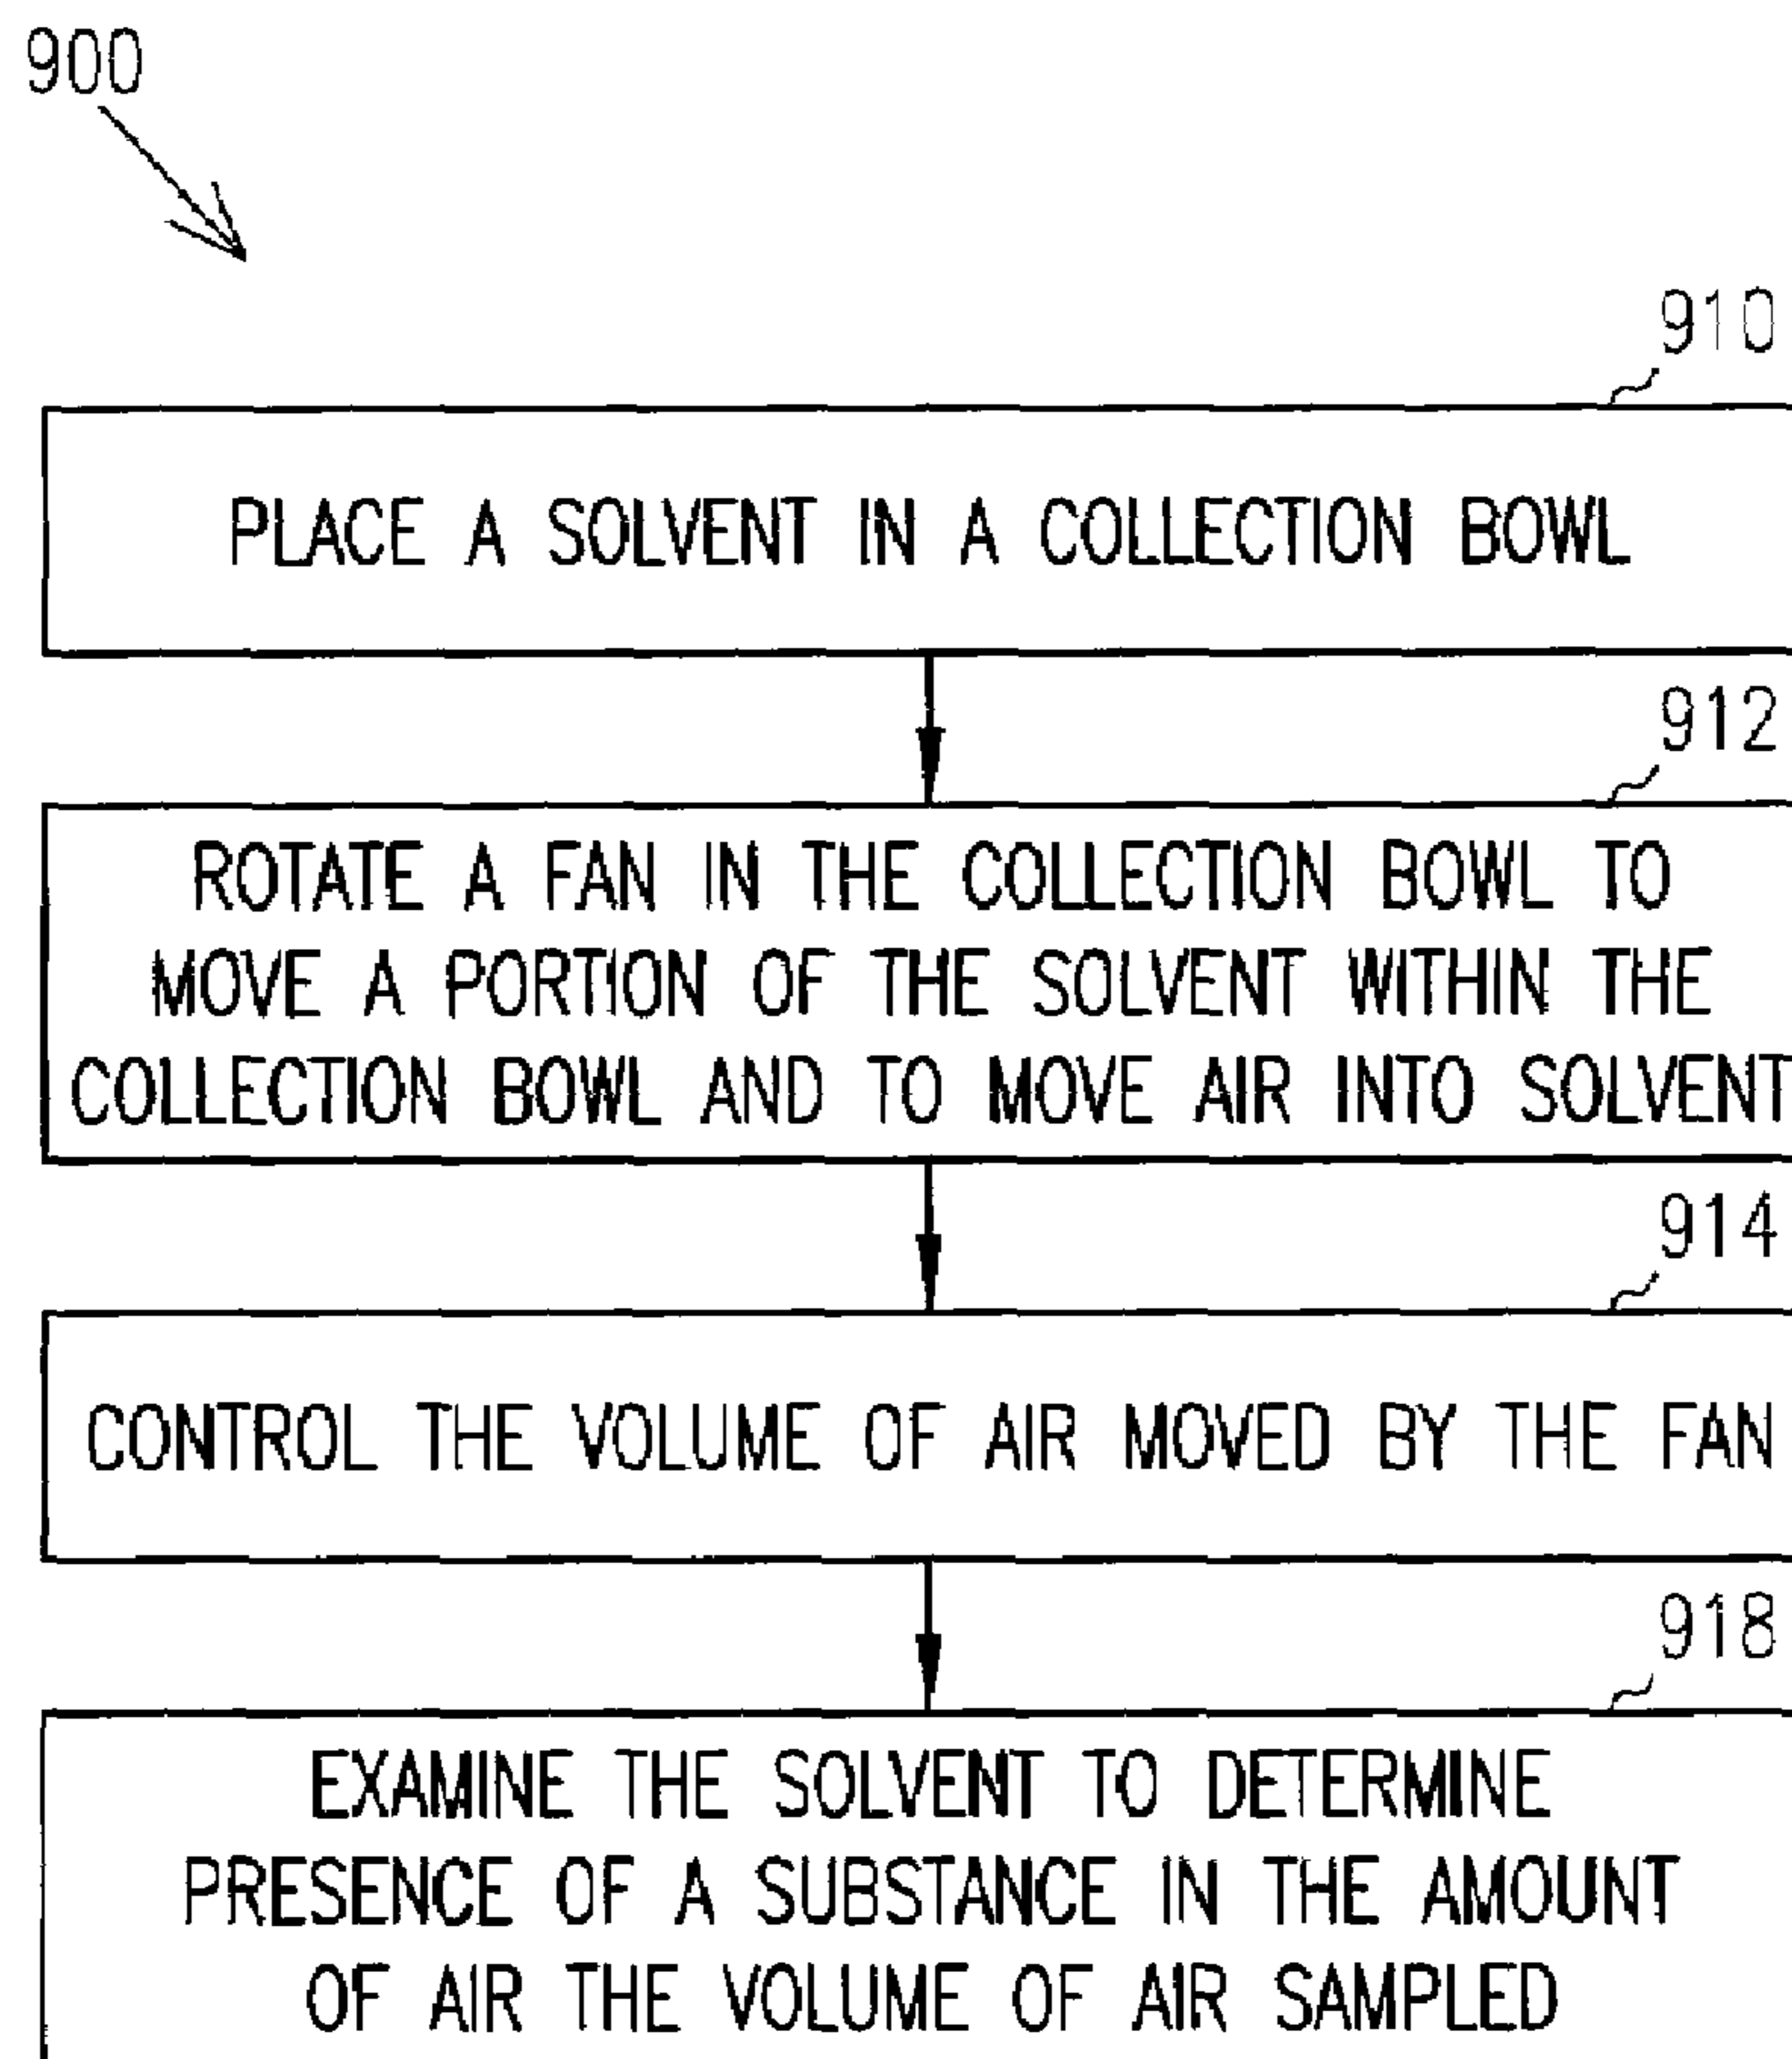 900
910
PLACE A SOLVENT IN A COLLECTION BOWL
912
ROTATE A FAN IN THE COLLECTION BOWL TO
MOVE A PORTION OF THE SOLVENT WITHIN THE
COLLECTION BOWL AND TO MOVE AIR INTO SOLVENT
914
CONTROL THE VOLUME OF AIR MOVED BY THE FAN
918
EXAMINE THE SOLVENT TO DETERMINE
PRESENCE OF A SUBSTANCE IN THE AMOUNT
OF AIR THE VOLUME OF AIR SAMPLED